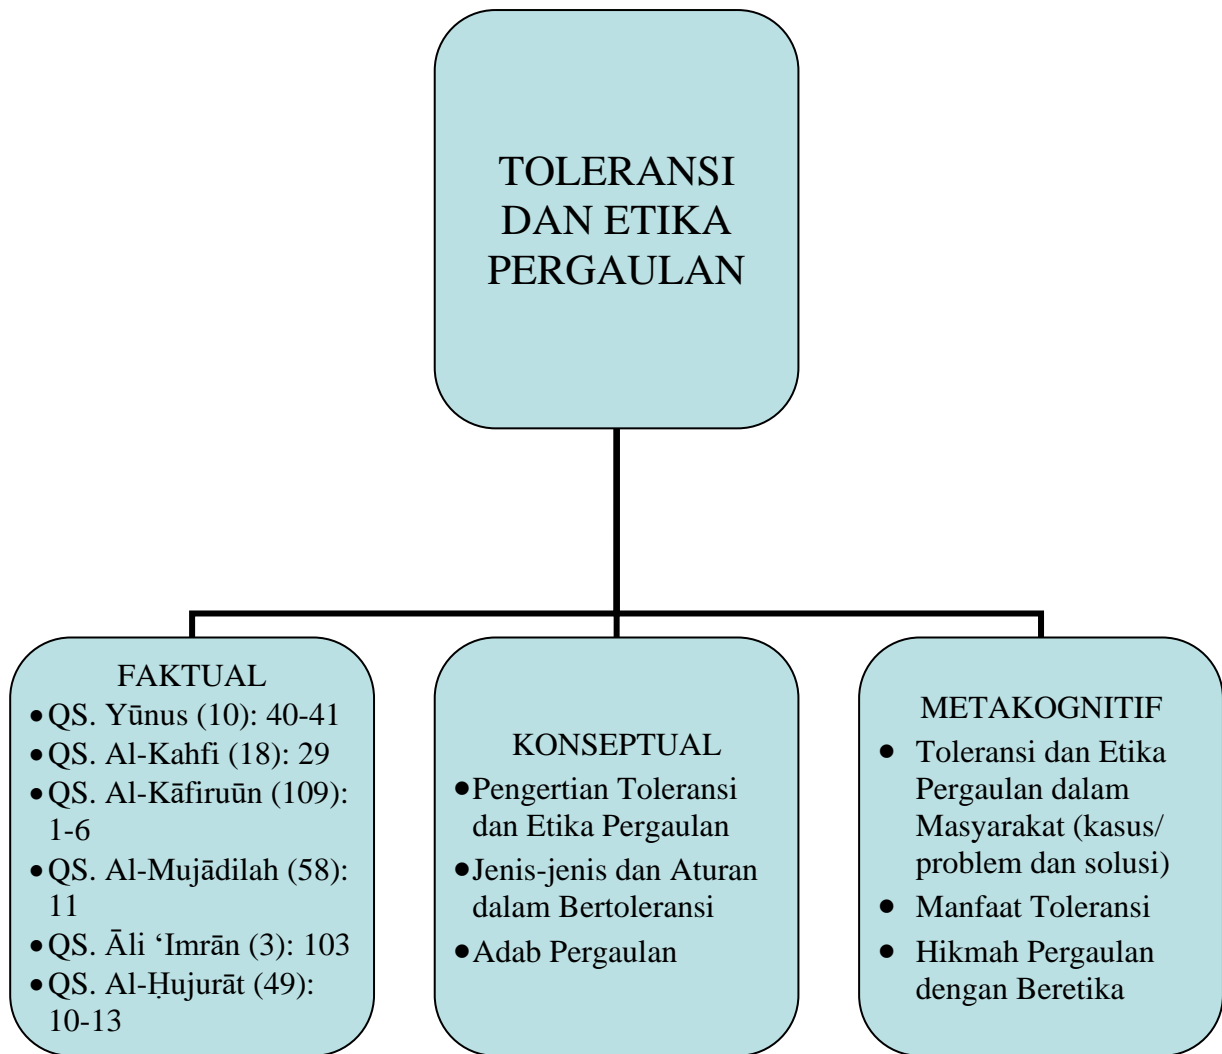 TOLERANSI
DAN ETIKA
PERGAULAN
FAKTUAL
•QS. Yūnus (10): 40-41
•QS. Al-Kahfi (18): 29
•QS. Al-Kāfiruūn (109):
1-6
•QS. Al-Mujādilah (58):
11
•QS. Āli ‘Imrān (3): 103
•QS. Al-Ḥujurāt (49):
10-13
KONSEPTUAL
•Pengertian Toleransi
dan Etika Pergaulan
•Jenis-jenis dan Aturan
dalam Bertoleransi
•Adab Pergaulan
METAKOGNITIF
• Toleransi dan Etika
Pergaulan dalam
Masyarakat (kasus/
problem dan solusi)
• Manfaat Toleransi
• Hikmah Pergaulan
dengan Beretika